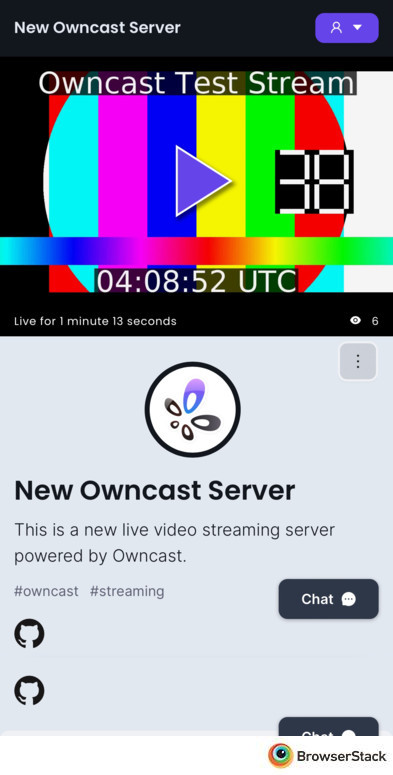 New Owncast Server
Owncast Test Stream
38
04:08:52 UTC
Live for 1 minute 13 seconds
6
New Owncast Server
This is a new live video streaming server
powered by Owncast.
#owncast #streaming
Chat
Chat
BrowserStack